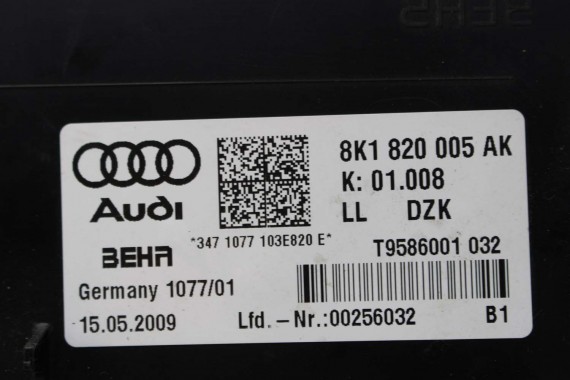 BEHR
8K1 820 005 AK
K: 01.008
LL DZK
Audi
*347 1077 103E820 E*
BEHR
T9586001 032
Germany 1077/01
15.05.2009
Lfd.-Nr.:00256032
B1